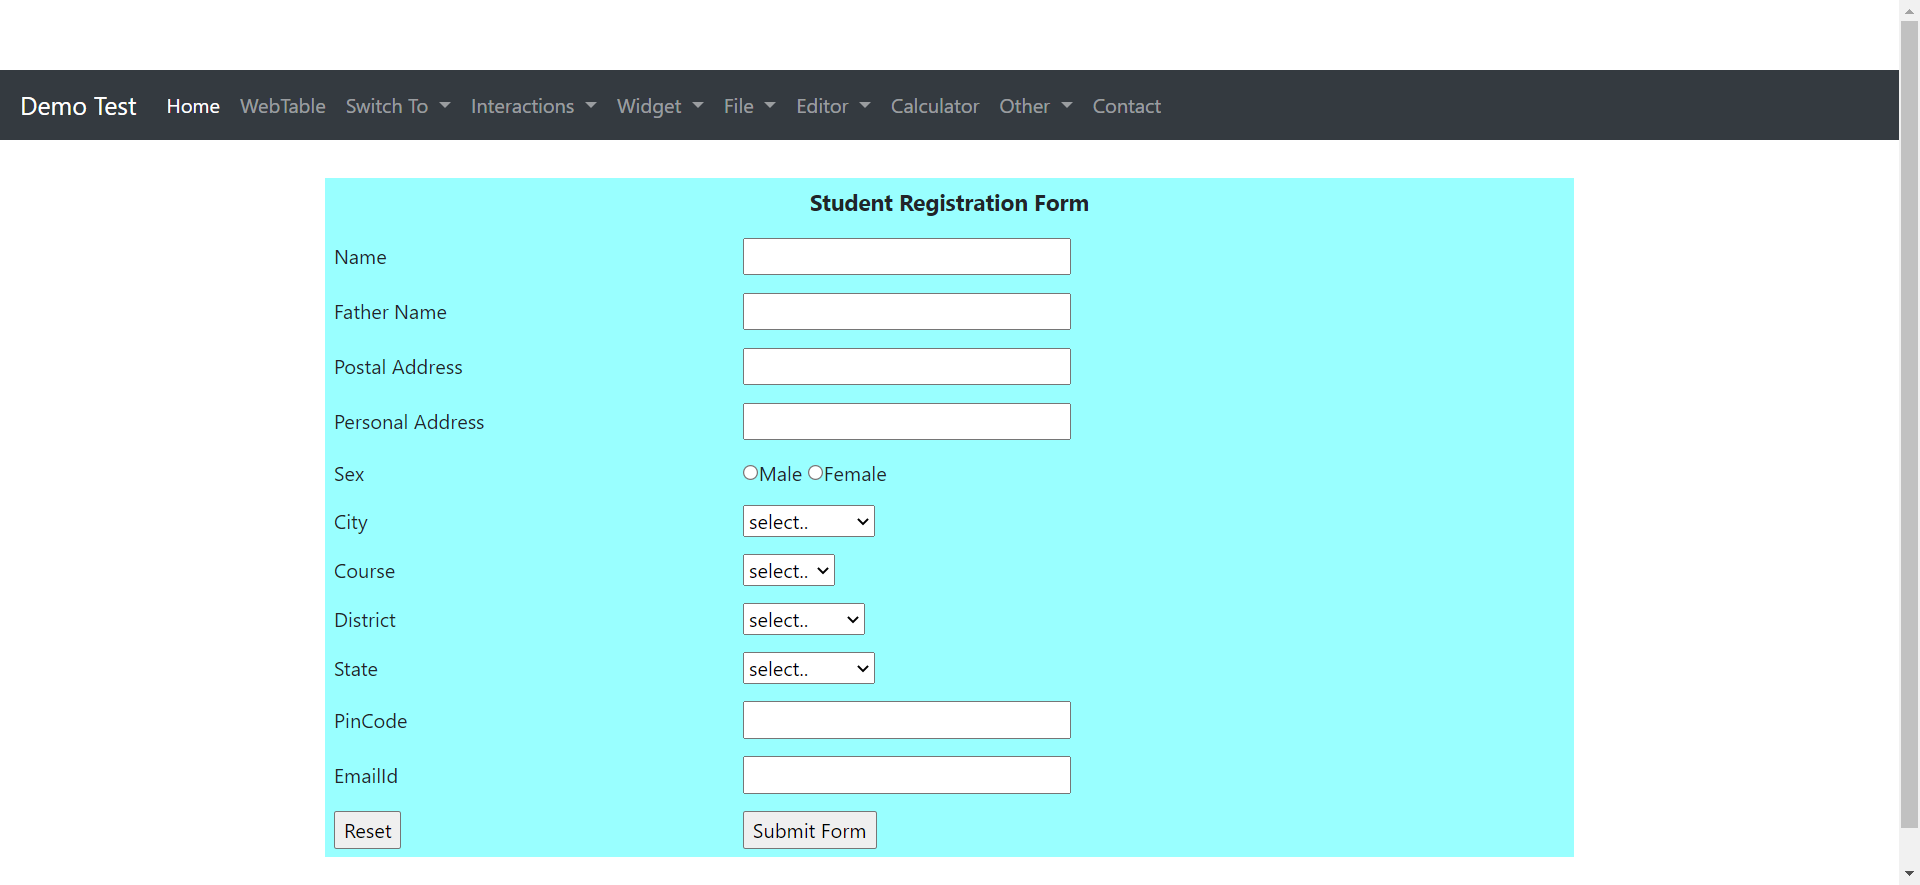 Demo Test Home WebTable Switch To Interactions Widget File Editor Calculator Other Contact
Student Registration Form
Name
Father Name
Postal Address
Personal Address
Sex Male Female
City select..
Course select..
District select..
State select..
PinCode
EmailId
Reset Submit Form